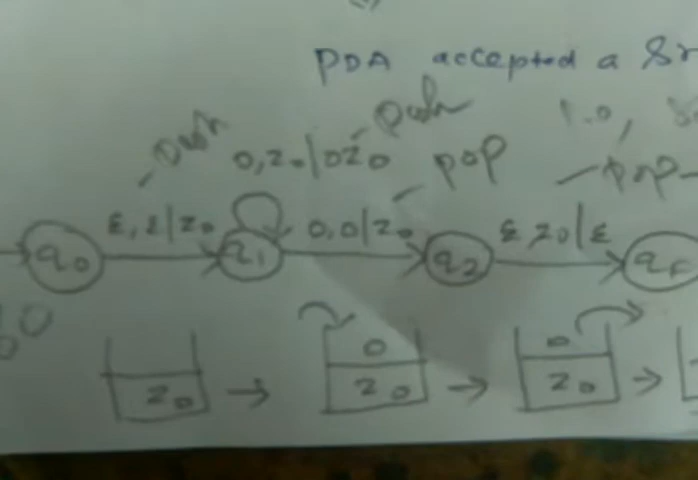 PDA accepted a
push
push
0,z0|0z0
pop
pop
ε,ε|z0
0,0|z0
ε,z0|ε
q0
q1
q2
qf
0
0
z0
z0
z0